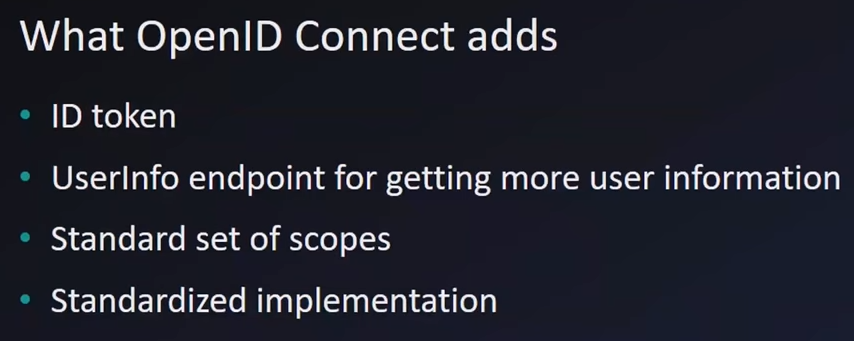 What OpenID Connect adds
• ID token
• UserInfo endpoint for getting more user information
• Standard set of scopes
• Standardized implementation